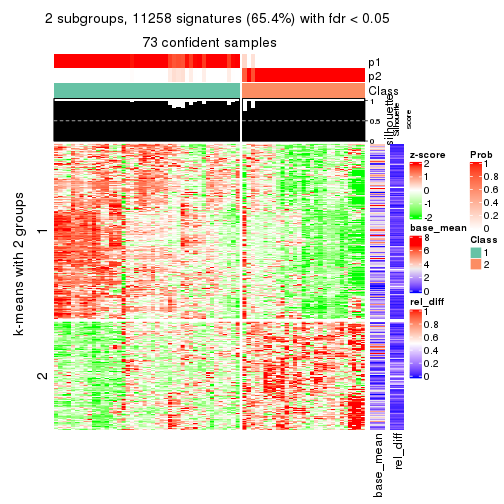 2 subgroups, 11258 signatures (65.4%) with fdr < 0.05
73 confident samples
p1
p2
Class
1
0.5
0
silhouette
Silhouette
score
k-means with 2 groups
1
2
base_mean
rel_diff
z-score
2
1
0
-1
-2
base_mean
8
6
4
2
0
rel_diff
1
0.8
0.6
0.4
0.2
0
Prob
1
0.8
0.6
0.4
0.2
0
Class
1
2